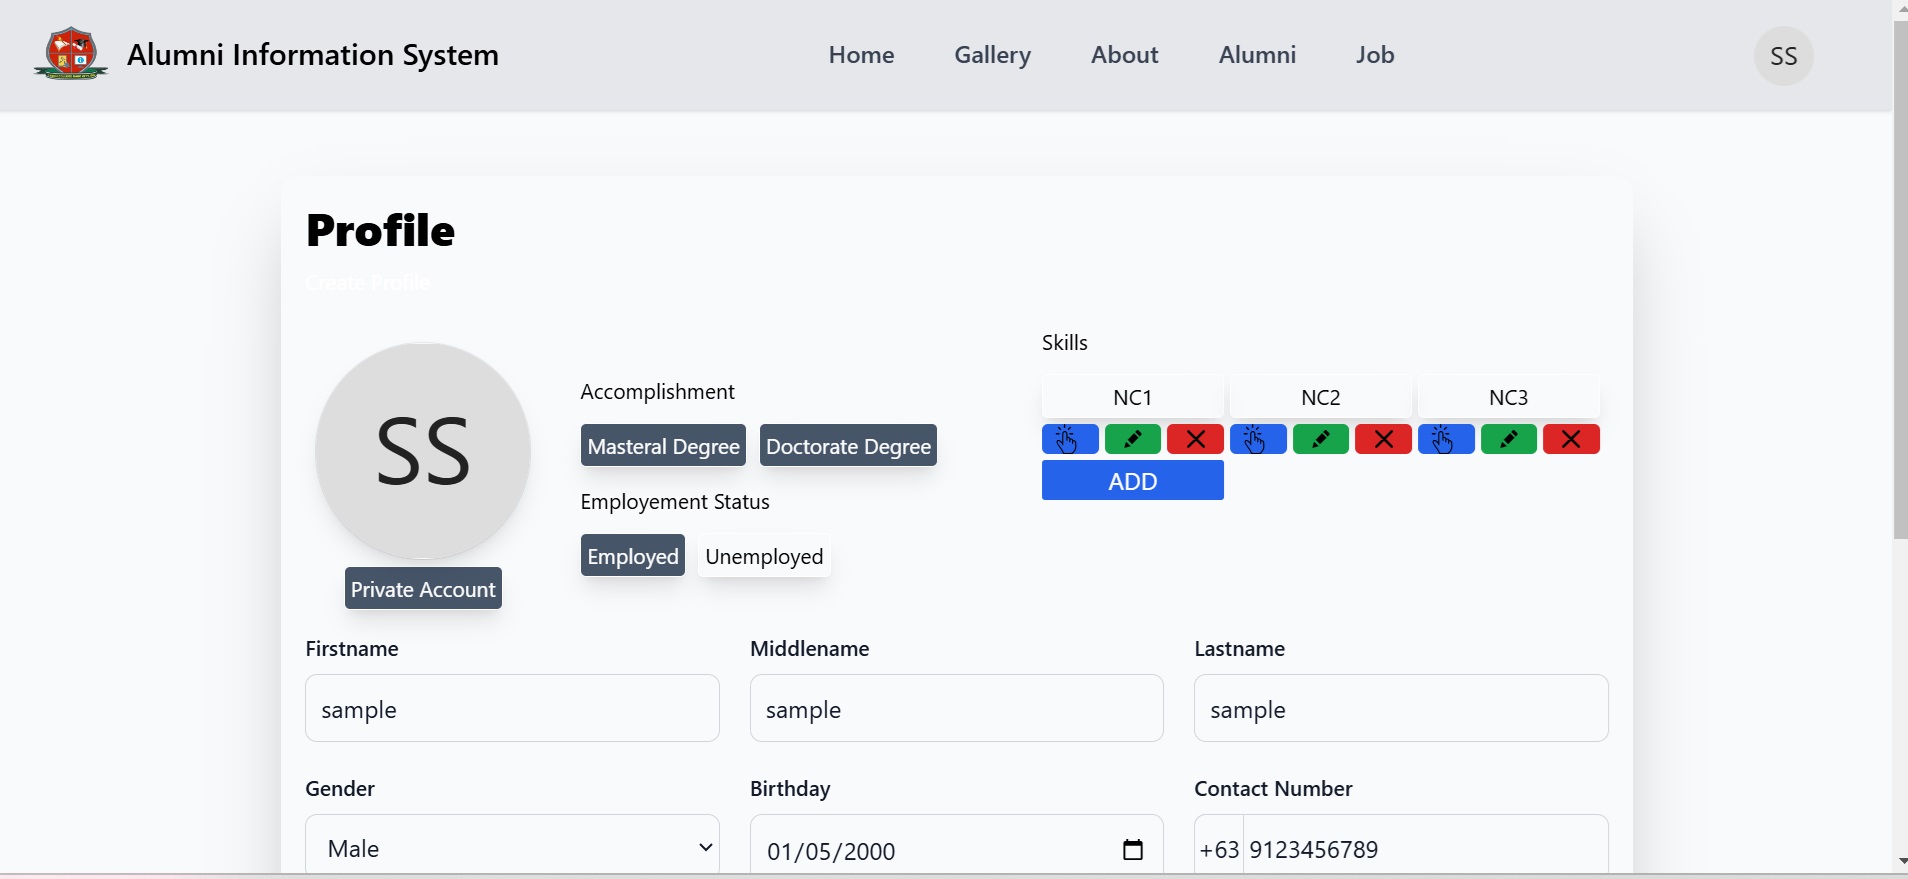 Alumni Information System
Home Gallery About Alumni Job
SS
Profile
Create Profile
SS
Private Account
Accomplishment
Masteral Degree Doctorate Degree
Employement Status
Employed Unemployed
Skills
NC1 NC2 NC3
ADD
Firstname Middlename Lastname
sample sample sample
Gender Birthday Contact Number
Male 01/05/2000 +63 9123456789